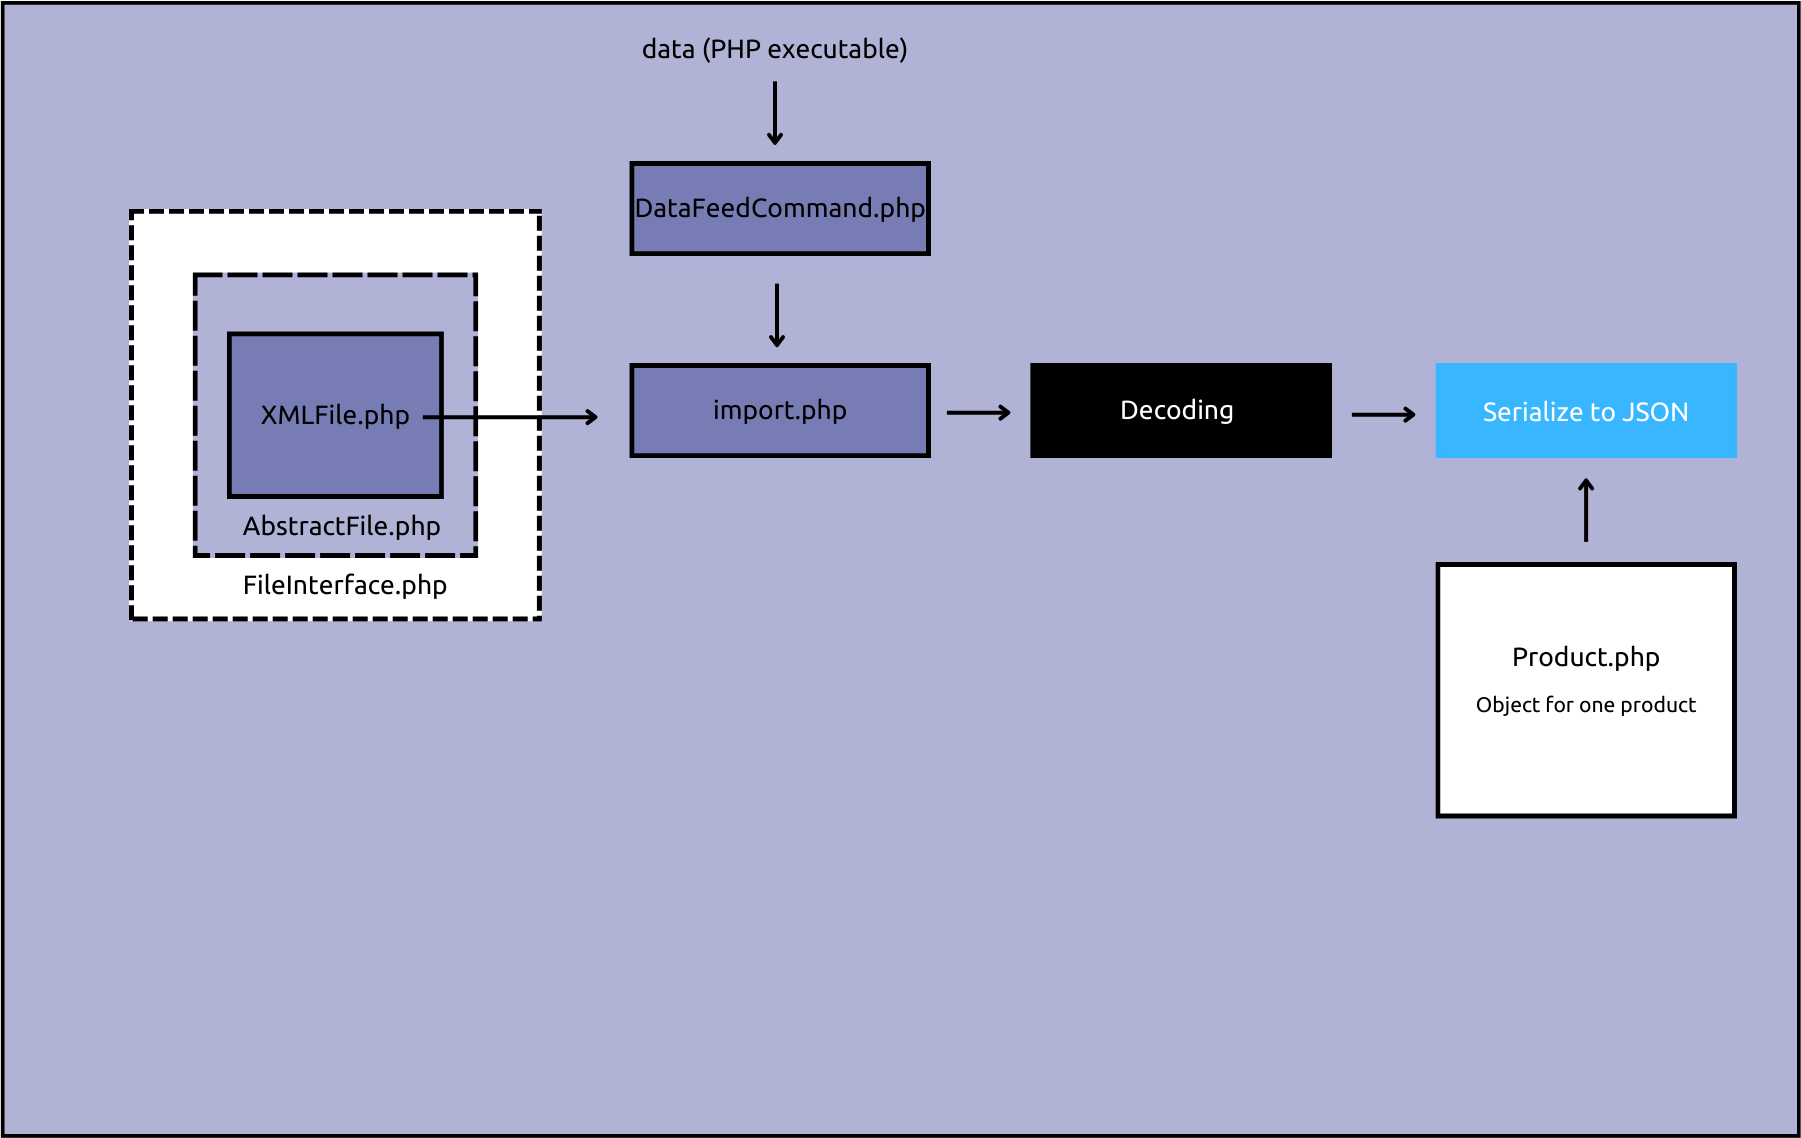 data (PHP executable)
DataFeedCommand.php
XMLFile.php
AbstractFile.php
FileInterface.php
import.php
Decoding
Serialize to JSON
Product.php
Object for one product